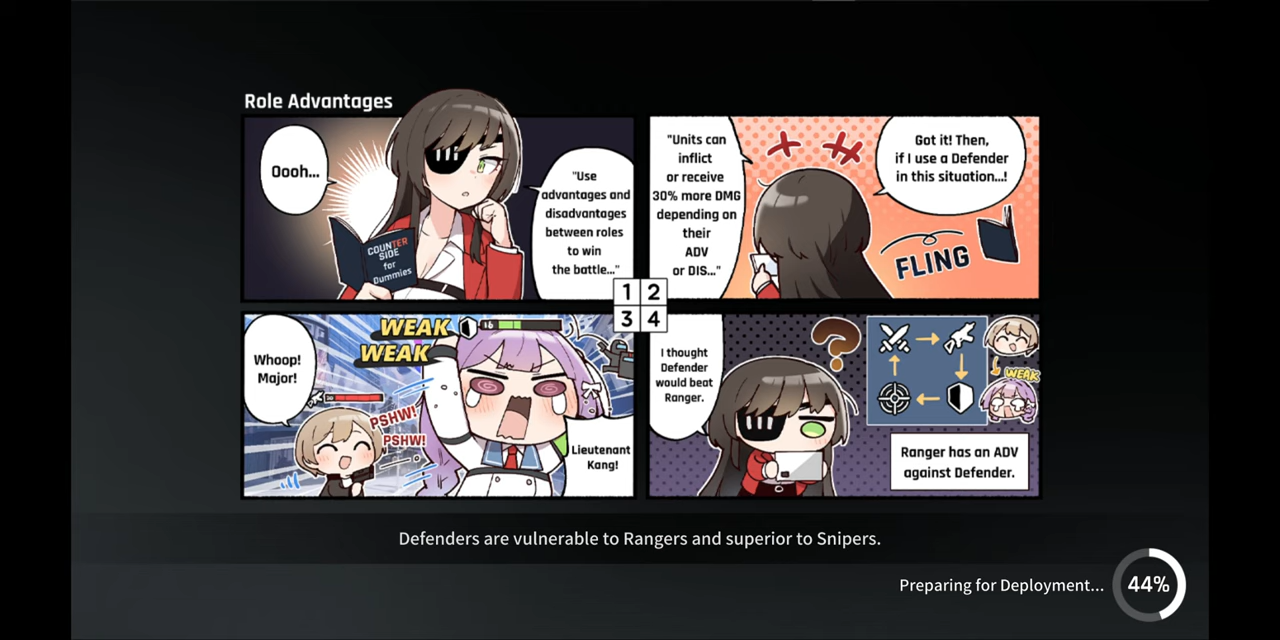 Role Advantages
Oooh...
COUNTER
SIDE
for
Dummies
"Use
advantages and
disadvantages
between roles
to win
the battle..."
"Units can
inflict
or receive
30% more DMG
depending on
their
ADV
or DIS..."
Got it! Then,
if I use a Defender
in this situation...!
FLING
1 2
3 4
Whoop!
Major!
WEAK
WEAK
PSHW!
PSHW!
Lieutenant
Kang!
I thought
Defender
would beat
Ranger.
?
WEAK
Ranger has an ADV
against Defender.
Defenders are vulnerable to Rangers and superior to Snipers.
Preparing for Deployment... 44%